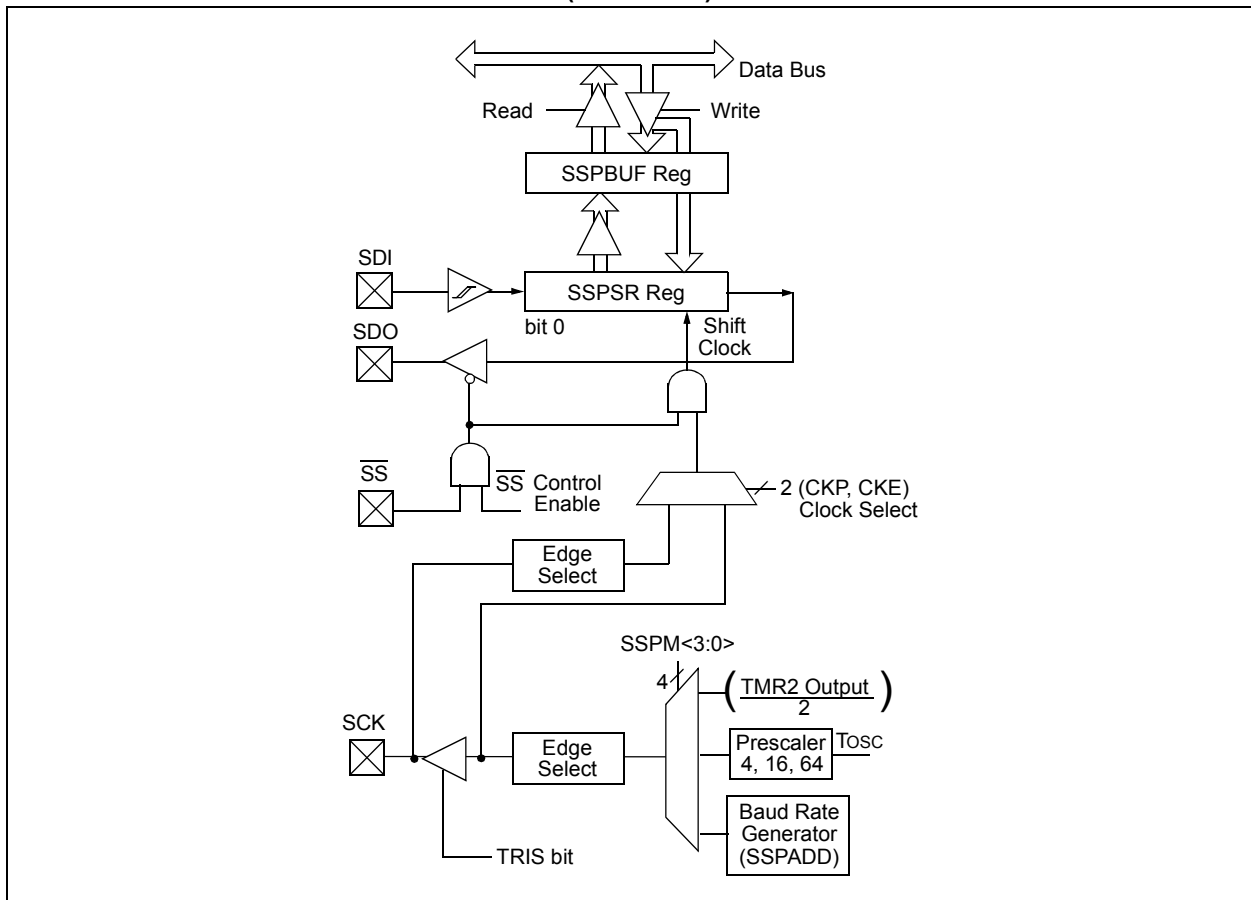 Data Bus
Read
Write
SSPBUF Reg
SDI
SSPSR Reg
bit 0
Shift
Clock
SDO
SS
SS Control
Enable
2 (CKP, CKE)
Clock Select
Edge
Select
SSPM<3:0>
4
( TMR2 Output )
2
SCK
Edge
Select
Prescaler
4, 16, 64
TOSC
Baud Rate
Generator
(SSPADD)
TRIS bit